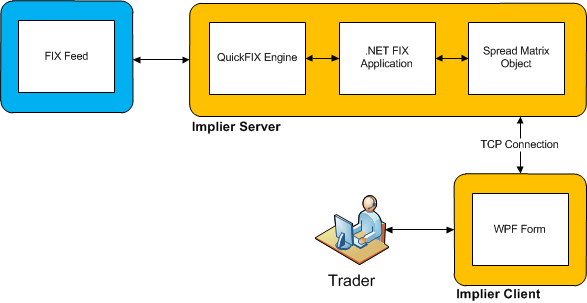 FIX Feed
QuickFIX Engine
.NET FIX
Application
Spread Matrix
Object
Implier Server
TCP Connection
WPF Form
Trader
Implier Client